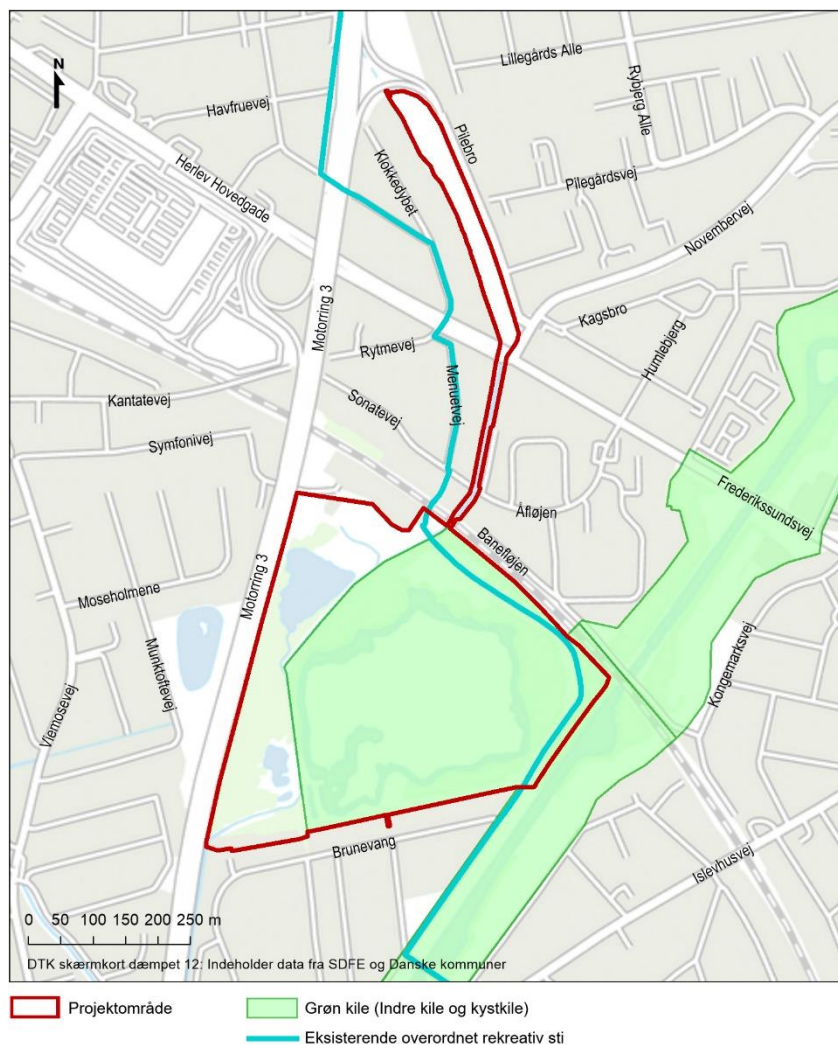 Lillegårds Alle
Rybjerg Alle
Havfruevej
N
Pilebro
Klokkedybet
Pilegårdsvej
Herlev Hovedgade
Novembervej
Motorring 3
Kagsbro
Humlebjerg
Rytmevej
Menuetvej
Kantatevej
Sonatevej
Symfonivej
Frederikssundsvej
Åfløjen
Banefløjen
Motorring 3
Moseholmene
Munktoftevej
Kongemarksvej
Viemosevej
Brunevang
Islevhusvej
0 50 100 150 200 250 m
DTK skærmkort dæmpet 12: Indeholder data fra SDFE og Danske kommuner
Projektområde
Grøn kile (Indre kile og kystkile)
Eksisterende overordnet rekreativ sti